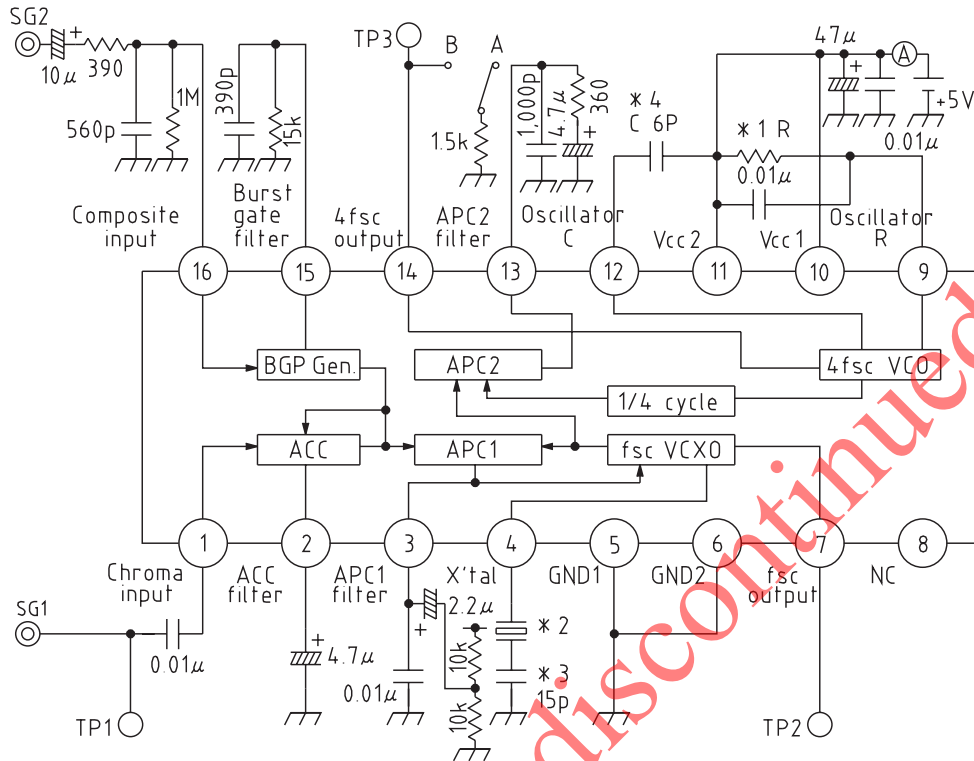 SG2
+
10μ
390
560p
1M
390p
15k
TP3
B
A
1.5k
1,000p
4.7μ
+
360
* 4
C 6P
* 1 R
0.01μ
47μ
+
A
+5V
0.01μ
Composite
input
Burst
gate
filter
4fsc
output
APC2
filter
Oscillator
C
Vcc2
Vcc1
Oscillator
R
16
15
14
13
12
11
10
9
BGP Gen.
APC2
4fsc VCO
1/4 cycle
ACC
APC1
fsc VCXO
1
2
3
4
5
6
7
8
Chroma
input
ACC
filter
APC1
filter
X'tal
GND1
GND2
fsc
output
NC
SG1
0.01μ
TP1
+
4.7μ
0.01μ
+
2.2μ
10k
10k
* 2
* 3
15p
TP2
discontinued